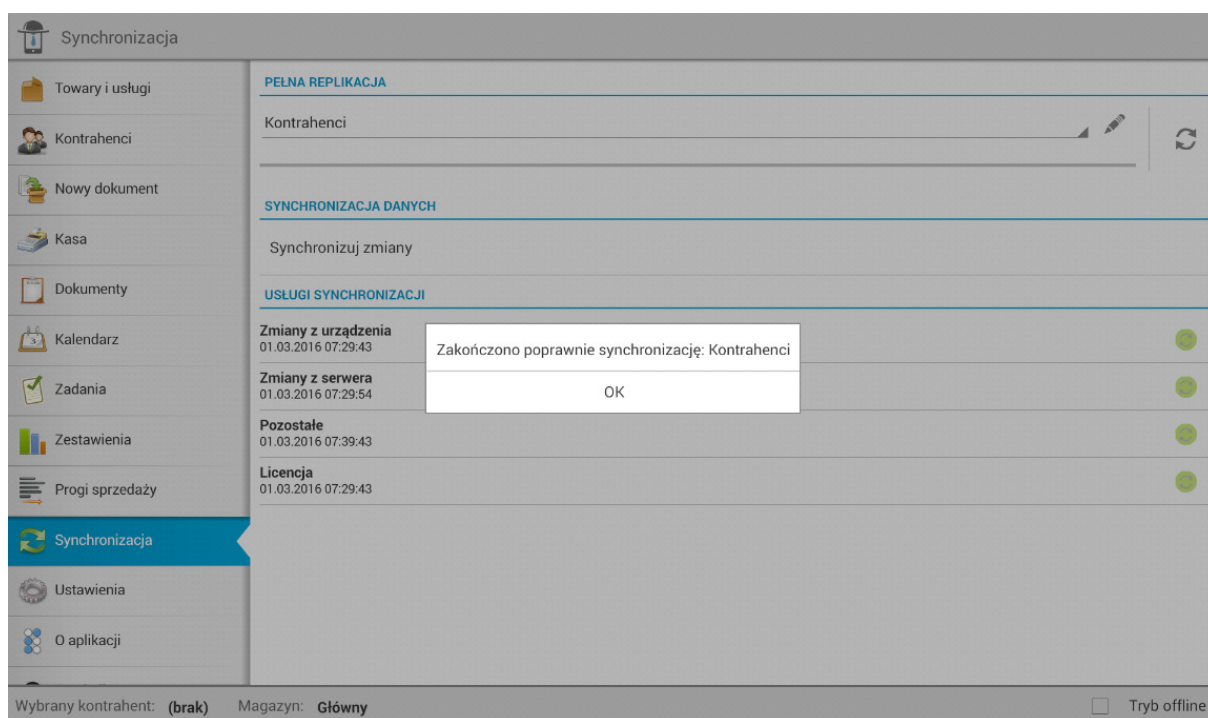 Synchronizacja
Towary i usługi
Kontrahenci
Nowy dokument
Kasa
Dokumenty
Kalendarz
Zadania
Zestawienia
Progi sprzedaży
Synchronizacja
Ustawienia
O aplikacji
PEŁNA REPLIKACJA
Kontrahenci
SYNCHRONIZACJA DANYCH
Synchronizuj zmiany
USŁUGI SYNCHRONIZACJI
Zmiany z urządzenia
01.03.2016 07:29:43
Zmiany z serwera
01.03.2016 07:29:54
Pozostałe
01.03.2016 07:39:43
Licencja
01.03.2016 07:29:43
Zakończono poprawnie synchronizację: Kontrahenci
OK
Wybrany kontrahent: (brak) Magazyn: Główny Tryb offline